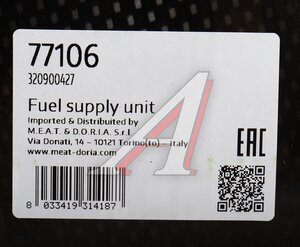 77106
320900427
Fuel supply unit
Imported & Distribuited by
M.E.A.T. & D.O.R.I.A. S.r.l.
Via Donati, 14 - 10121 Torino(to) - Italy
www.meat-doria.com
EAC
8 033419 314187